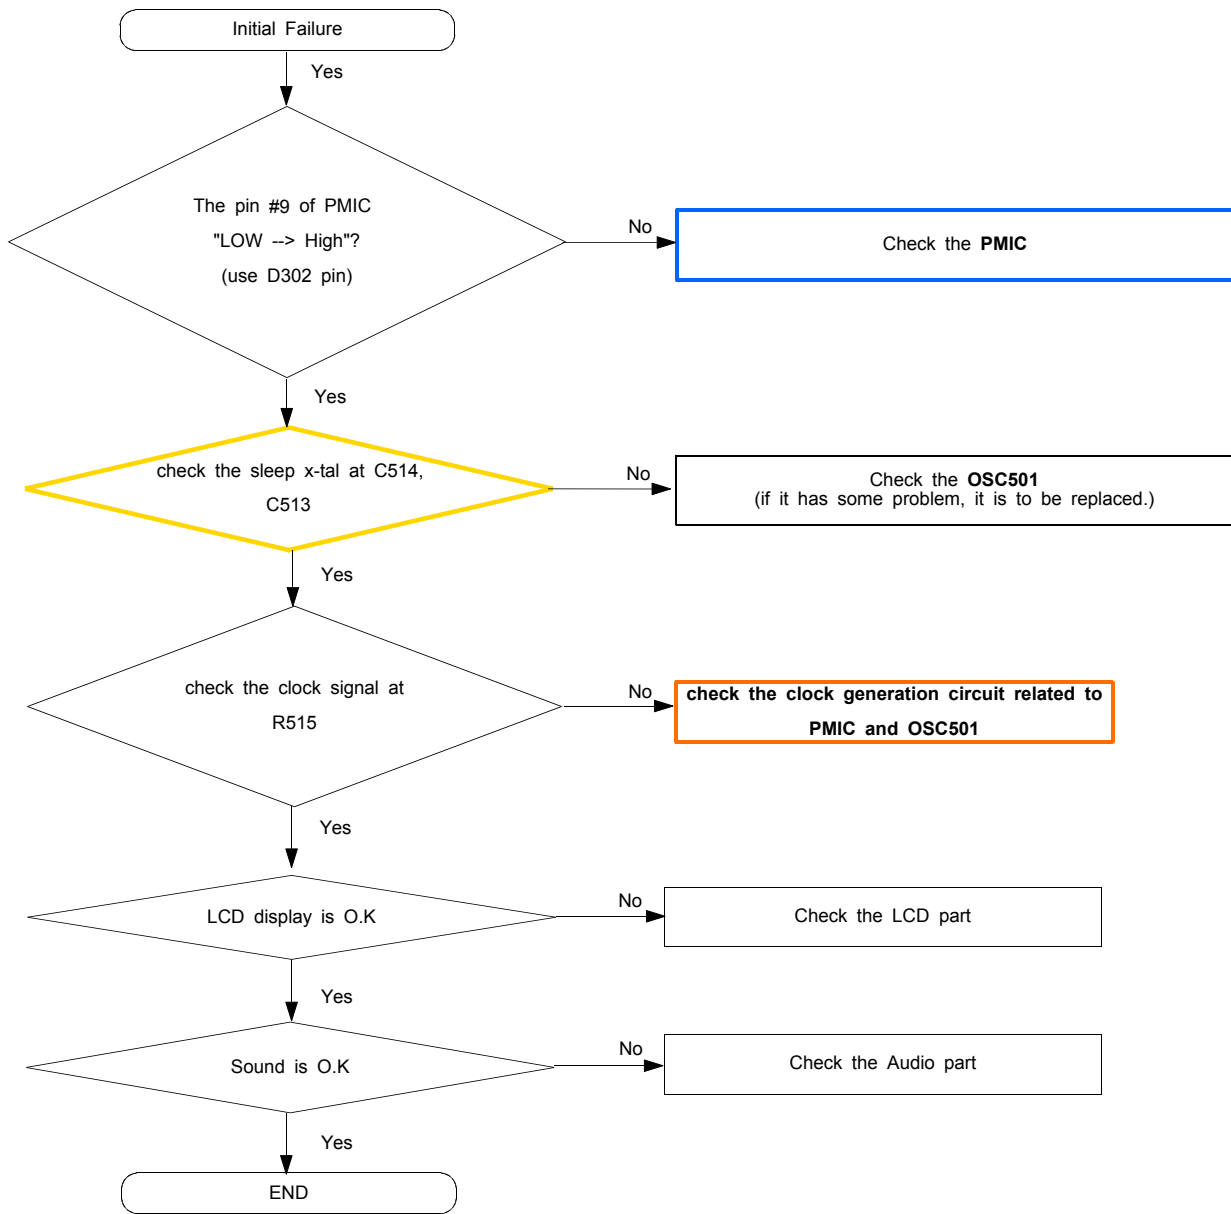 Initial Failure
Yes
The pin #9 of PMIC
"LOW --> High"?
(use D302 pin)
No
Check the PMIC
Yes
check the sleep x-tal at C514,
C513
No
Check the OSC501
(if it has some problem, it is to be replaced.)
Yes
check the clock signal at
R515
No
check the clock generation circuit related to
PMIC and OSC501
Yes
LCD display is O.K
No
Check the LCD part
Yes
Sound is O.K
No
Check the Audio part
Yes
END